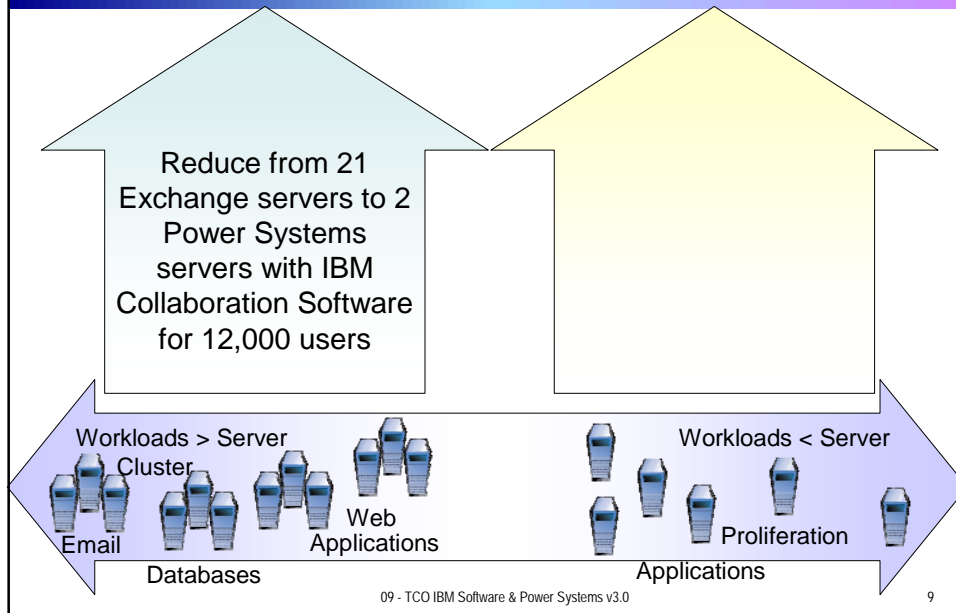 Reduce from 21
Exchange servers to 2
Power Systems
servers with IBM
Collaboration Software
for 12,000 users
Workloads > Server
Cluster
Workloads < Server
Email
Databases
Web
Applications
Proliferation
Applications
09 - TCO IBM Software & Power Systems v3.0
9